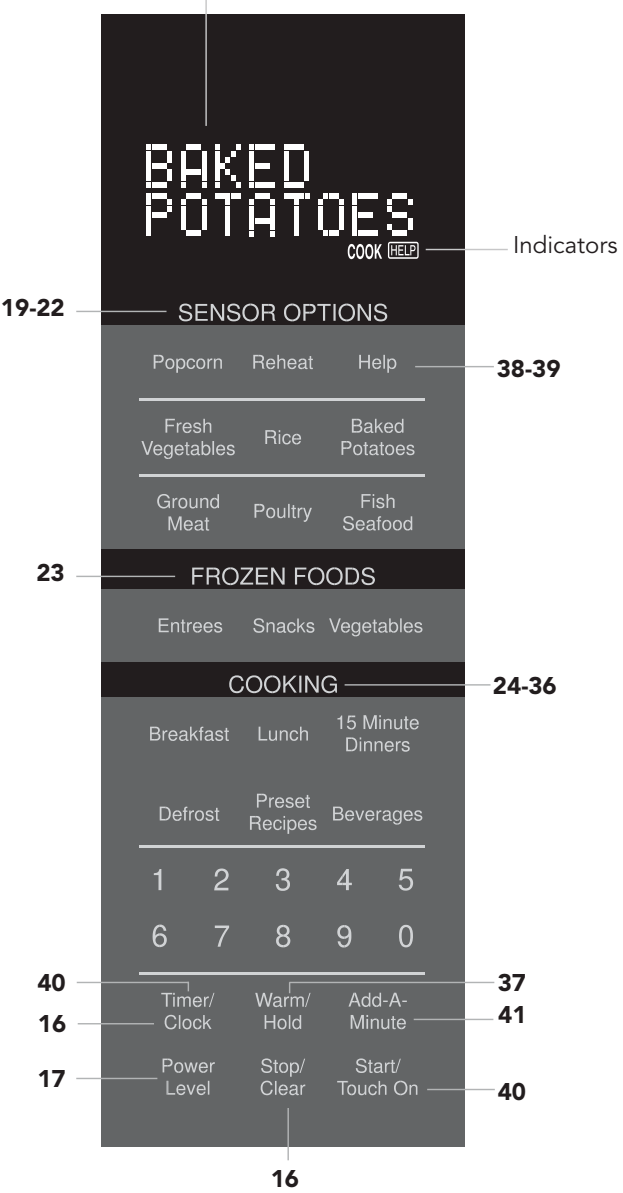 BAKED
POTATOES
COOK HELP
Indicators
19-22
SENSOR OPTIONS
Popcorn Reheat Help
38-39
Fresh
Vegetables
Rice
Baked
Potatoes
Ground
Meat
Poultry
Fish
Seafood
23
FROZEN FOODS
Entrees Snacks Vegetables
COOKING
24-36
Breakfast
Lunch
15 Minute
Dinners
Defrost
Preset
Recipes
Beverages
1 2 3 4 5
6 7 8 9 0
40
37
Timer/
Clock
Warm/
Hold
Add-A-
Minute
16
41
Power
Level
Stop/
Clear
Start/
Touch On
17
40
16